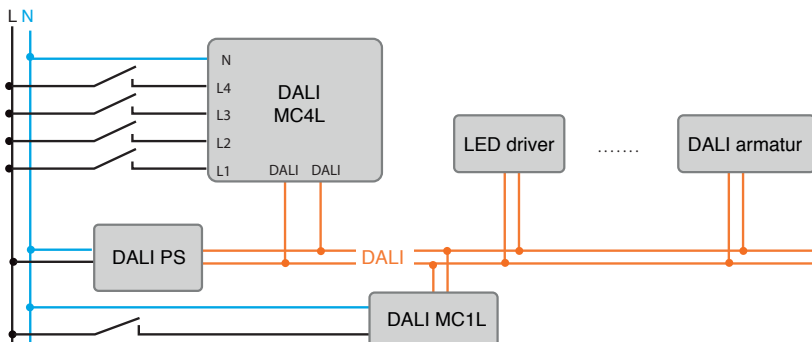 L N
N
L4
L3
L2
L1
DALI
MC4L
DALI DALI
LED driver
.......
DALI armatur
DALI PS
DALI
DALI MC1L